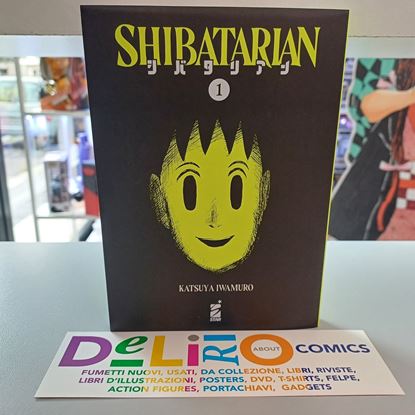 SHIBATARIAN
シバタリアン
1
KATSUYA IWAMURO
STAR
DeLiRIO
ABOUT
COMICS
FUMETTI NUOVI, USATI, DA COLLEZIONE, LIBRI, RIVISTE,
LIBRI D'ILLUSTRAZIONI, POSTERS, DVD, T-SHIRTS, FELPE,
ACTION FIGURES, PORTACHIAVI, GADGETS